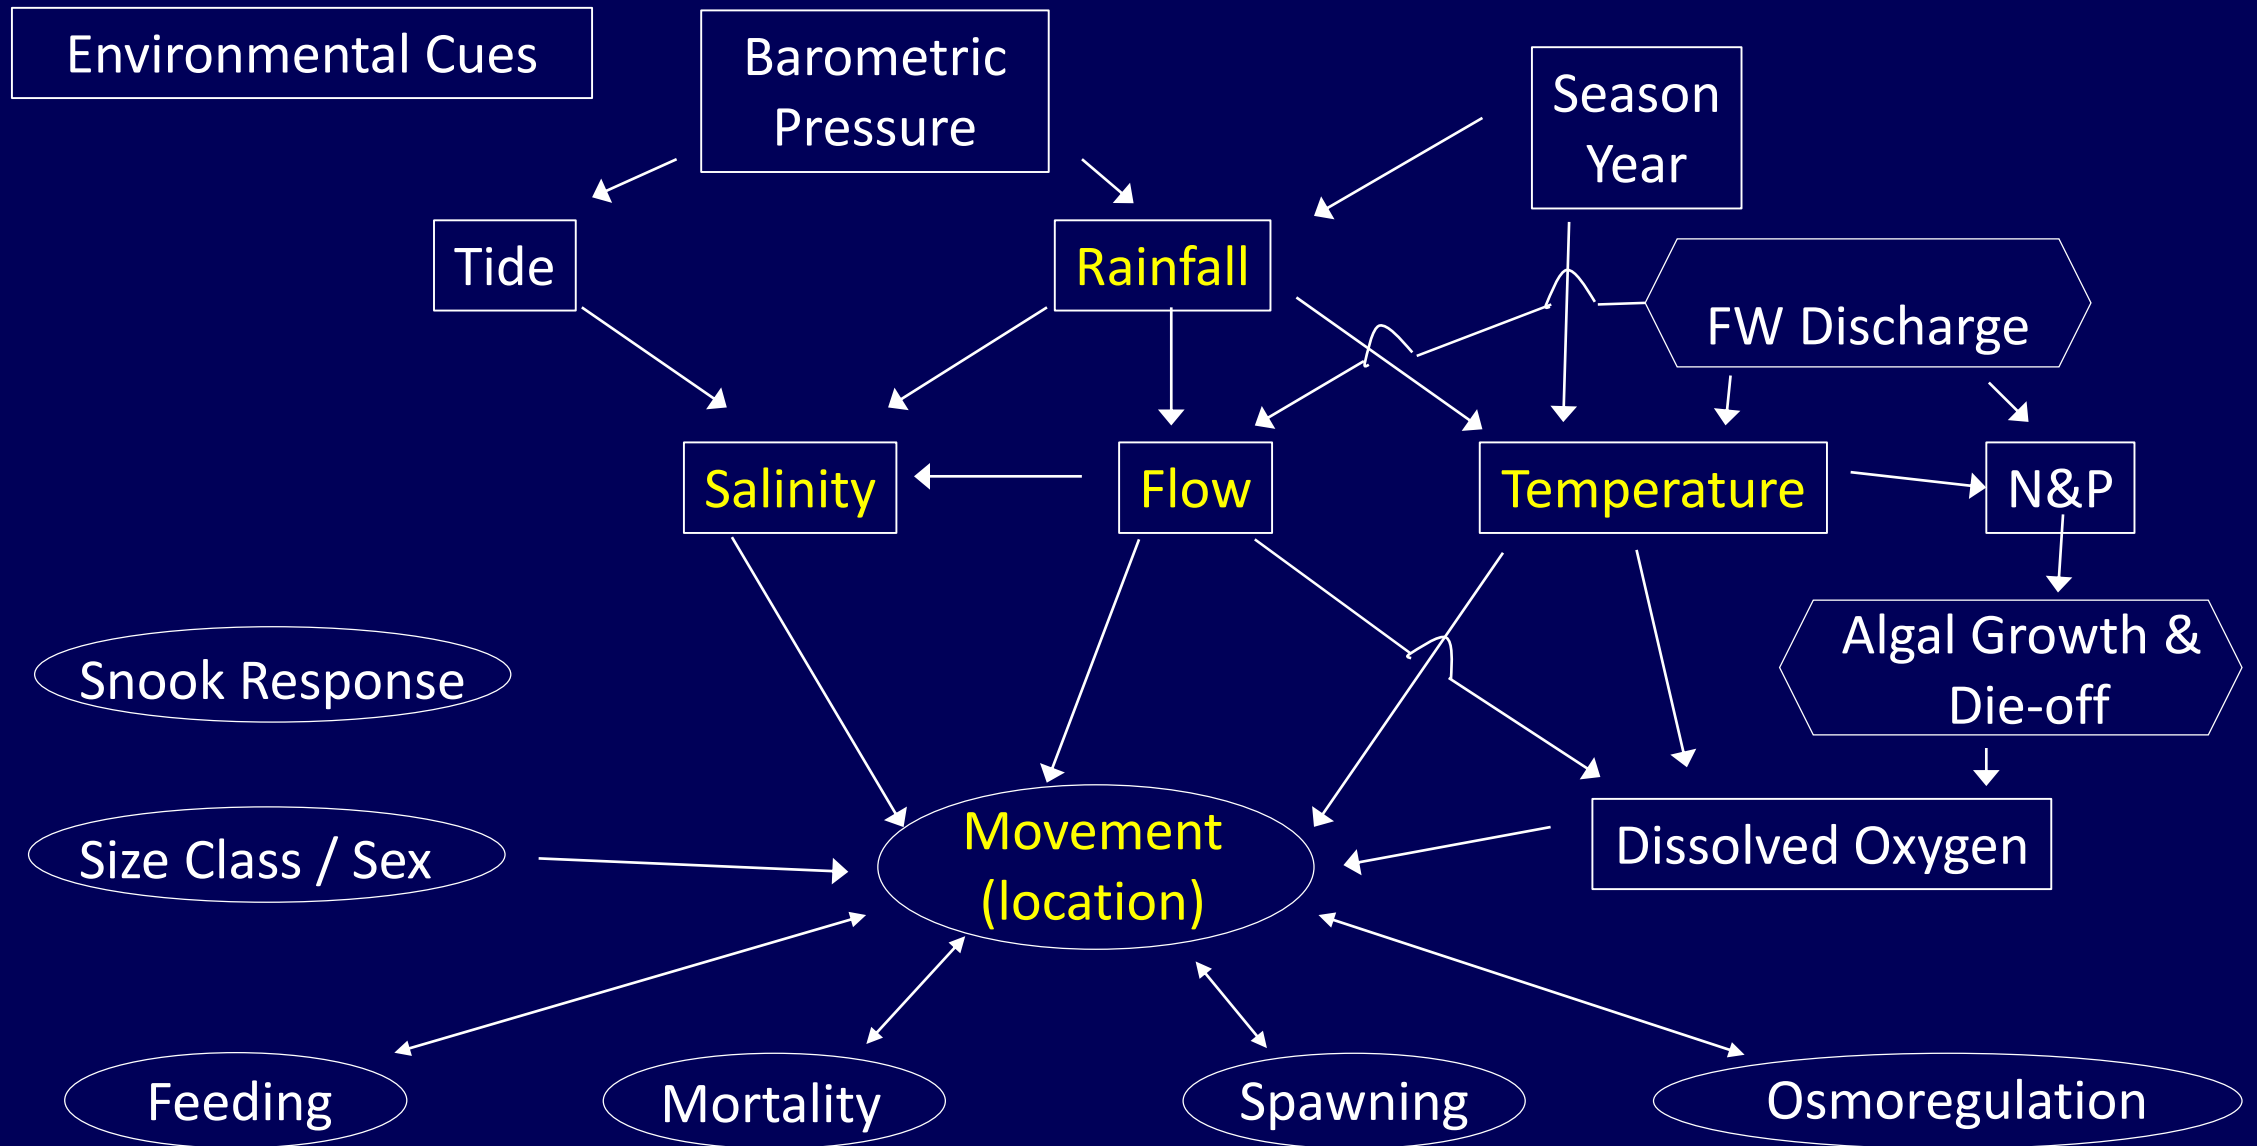 Environmental Cues
Barometric
Pressure
Season
Year
Tide
Rainfall
FW Discharge
Salinity
Flow
Temperature
N&P
Algal Growth &
Die-off
Snook Response
Size Class / Sex
Movement
(location)
Dissolved Oxygen
Feeding
Mortality
Spawning
Osmoregulation